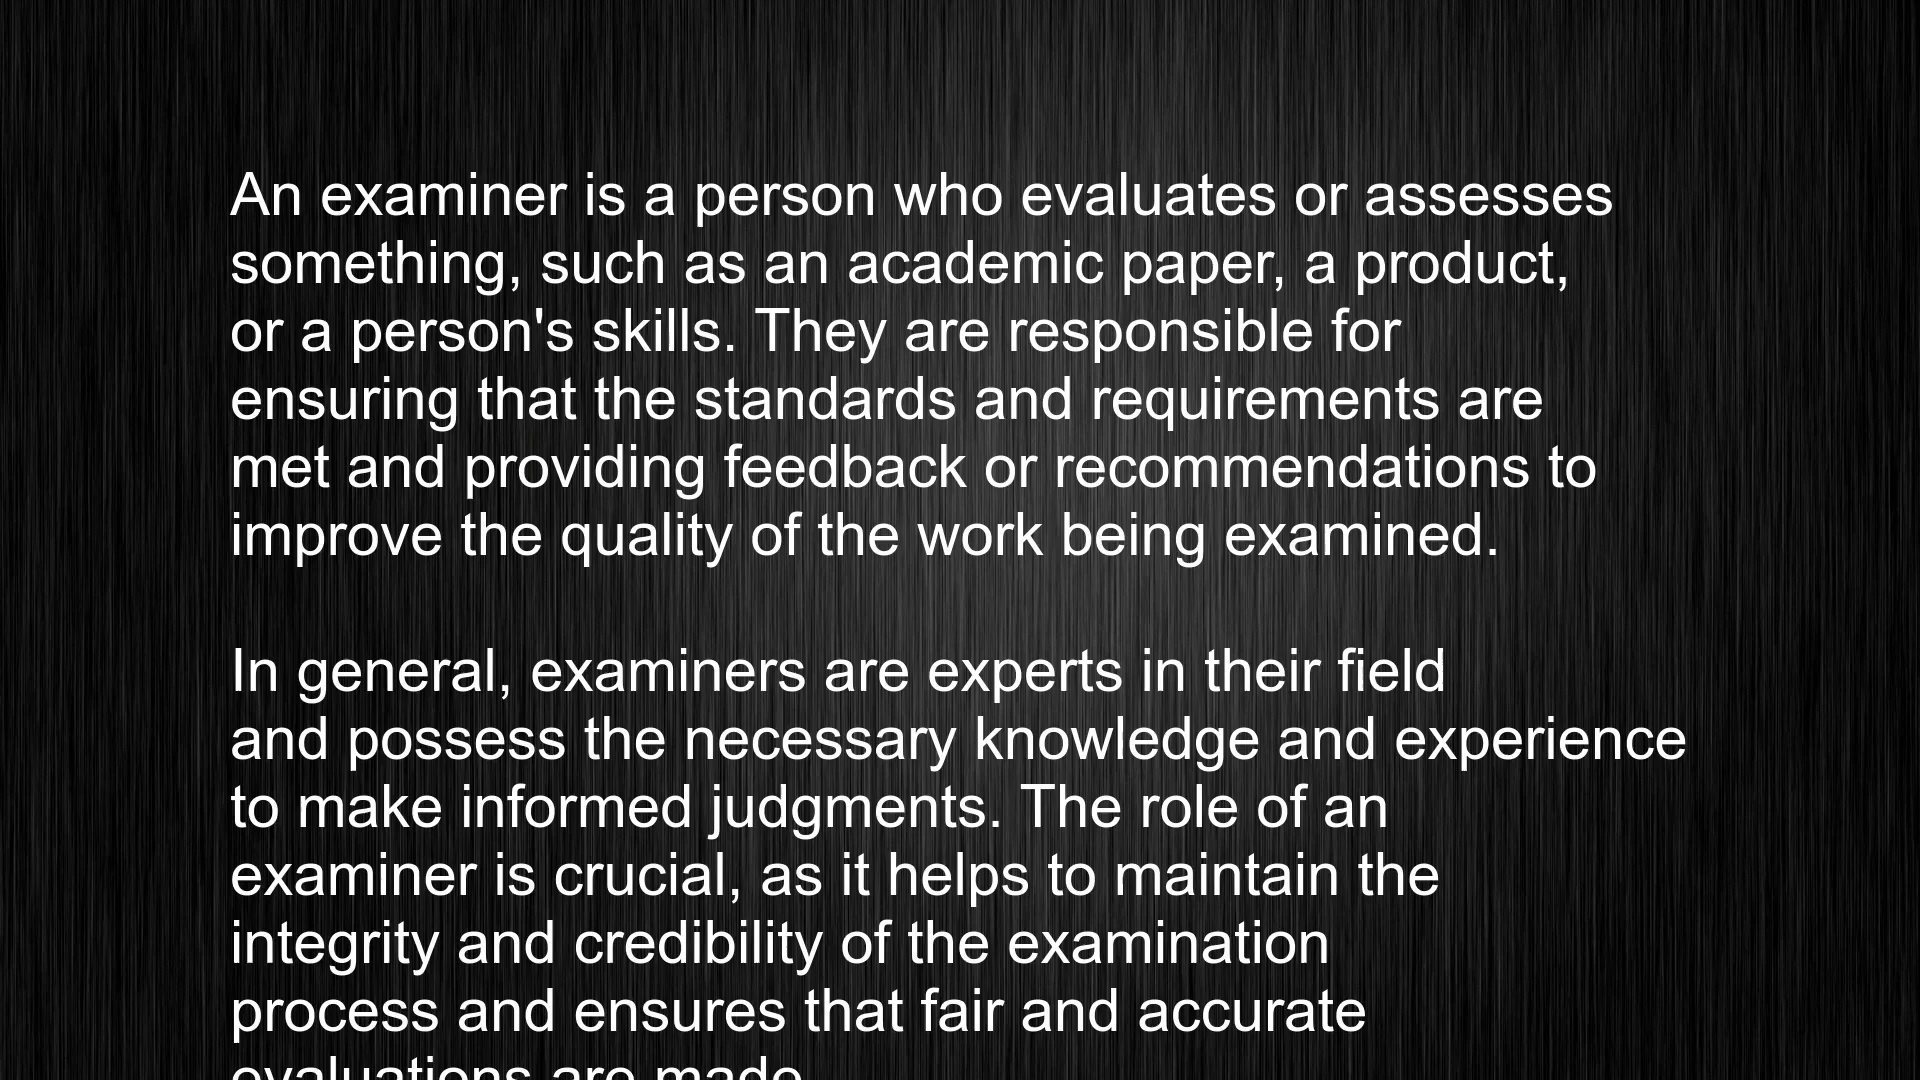 An examiner is a person who evaluates or assesses
something, such as an academic paper, a product,
or a person's skills. They are responsible for
ensuring that the standards and requirements are
met and providing feedback or recommendations to
improve the quality of the work being examined.
In general, examiners are experts in their field
and possess the necessary knowledge and experience
to make informed judgments. The role of an
examiner is crucial, as it helps to maintain the
integrity and credibility of the examination
process and ensures that fair and accurate
evaluations are made